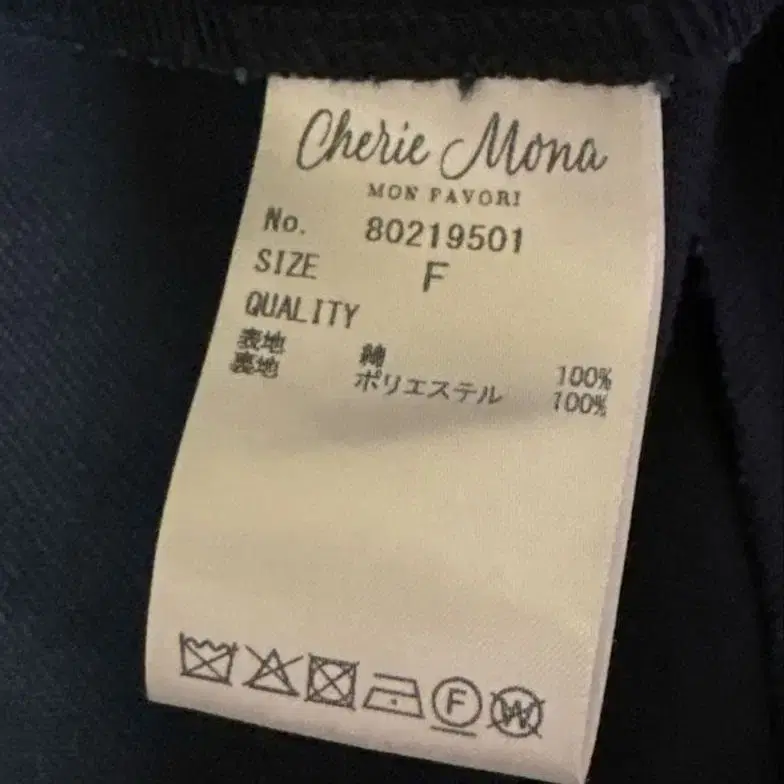 Cherie Mona
MON FAVORI
No. 80219501
SIZE F
QUALITY
表地 綿 100%
裏地 ポリエステル 100%
F
W